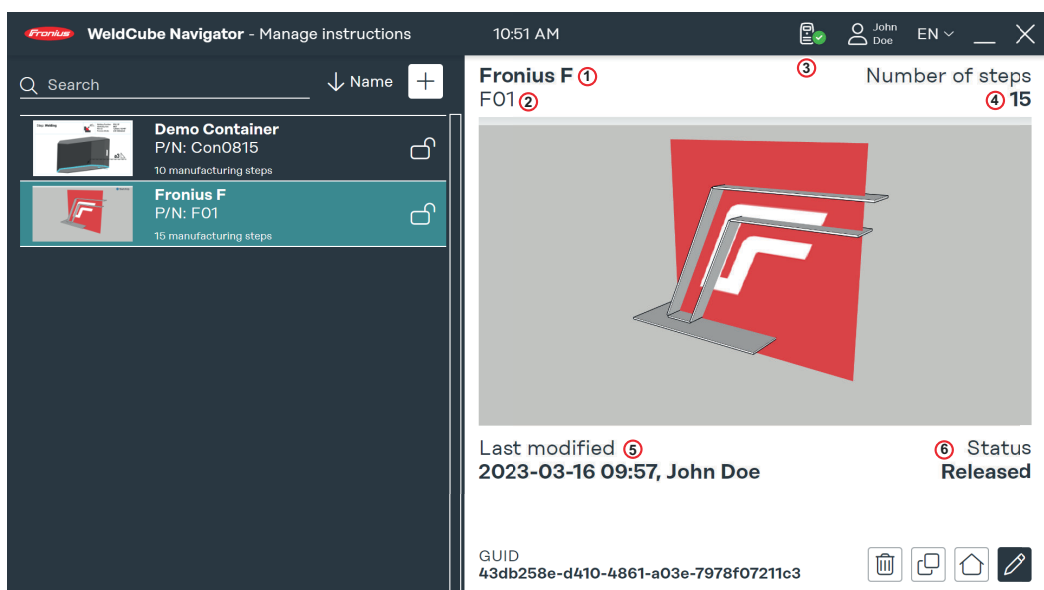 Fronius WeldCube Navigator - Manage instructions 10:51 AM John Doe EN
Search Name
Demo Container
P/N: Con0815
10 manufacturing steps
Fronius F
P/N: F01
15 manufacturing steps
Fronius F 1
F01 2
3
Number of steps
4 15
Last modified 5
2023-03-16 09:57, John Doe
6 Status
Released
GUID
43db258e-d410-4861-a03e-7978f07211c3